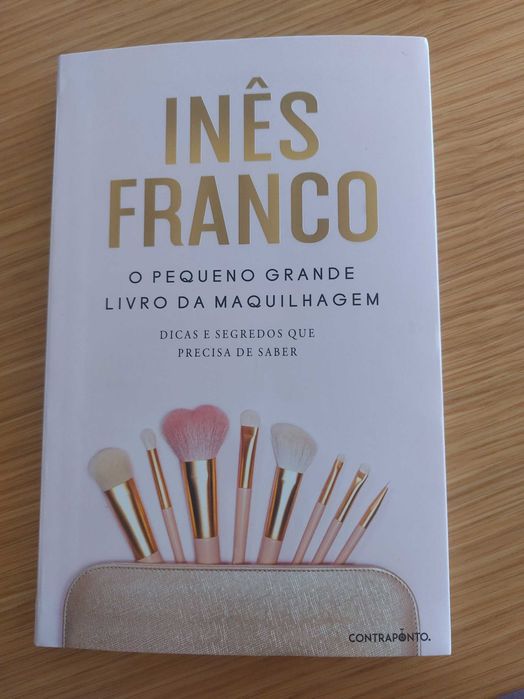 INÊS
FRANCO
O PEQUENO GRANDE
LIVRO DA MAQUILHAGEM
DICAS E SEGREDOS QUE
PRECISA DE SABER
CONTRAPONTO.